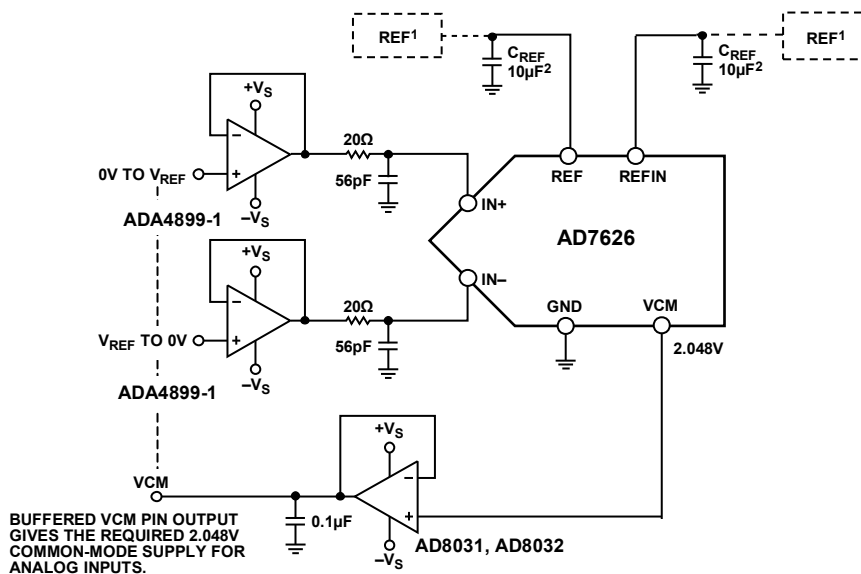 REF1
CREF
10µF2
REF1
CREF
10µF2
+VS
−
+
−VS
0V TO VREF
20Ω
56pF
ADA4899-1
REF
REFIN
IN+
AD7626
+VS
−
+
−VS
VREF TO 0V
20Ω
56pF
ADA4899-1
IN−
GND
VCM
2.048V
+VS
−
+
−VS
VCM
0.1µF
AD8031, AD8032
BUFFERED VCM PIN OUTPUT
GIVES THE REQUIRED 2.048V
COMMON-MODE SUPPLY FOR
ANALOG INPUTS.